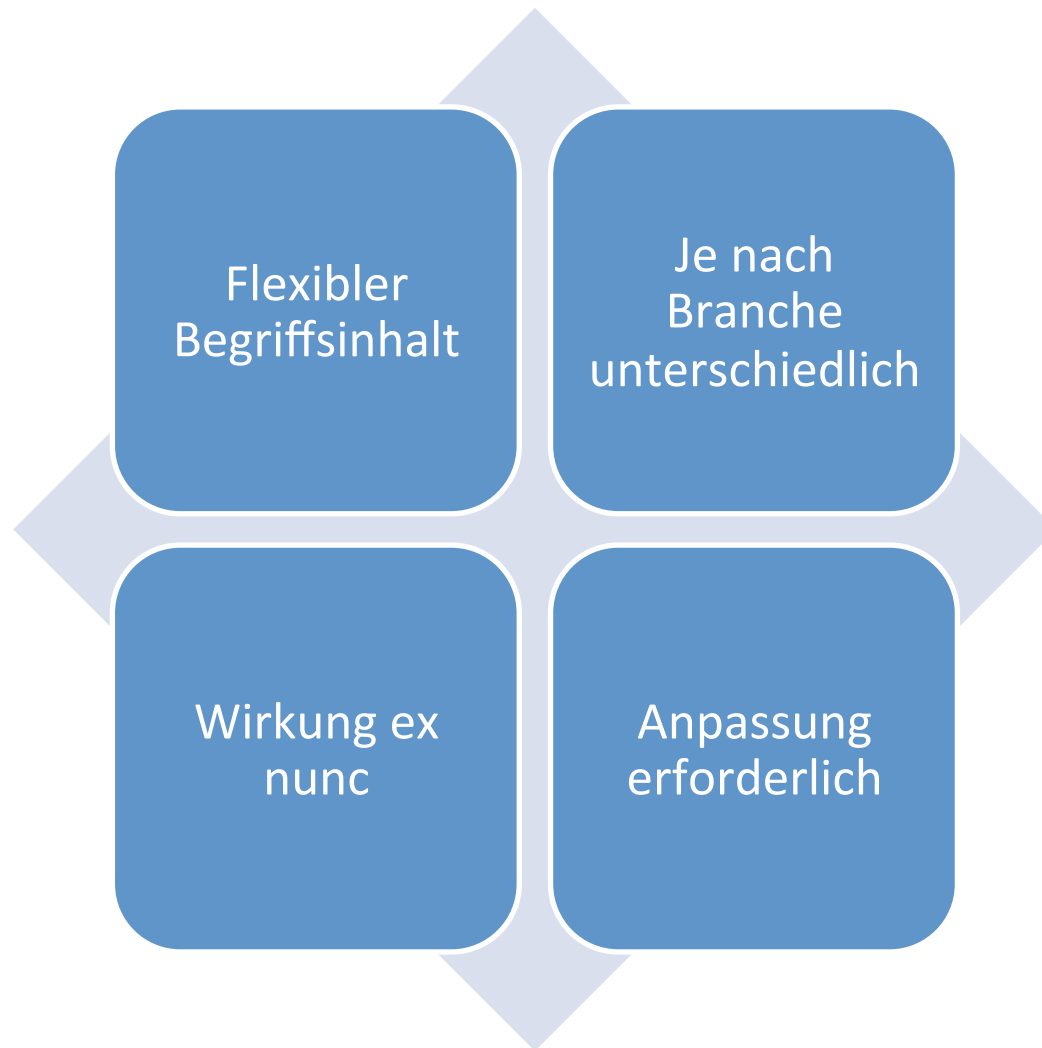 Flexibler
Begriffsinhalt
Je nach
Branche
unterschiedlich
Wirkung ex
nunc
Anpassung
erforderlich